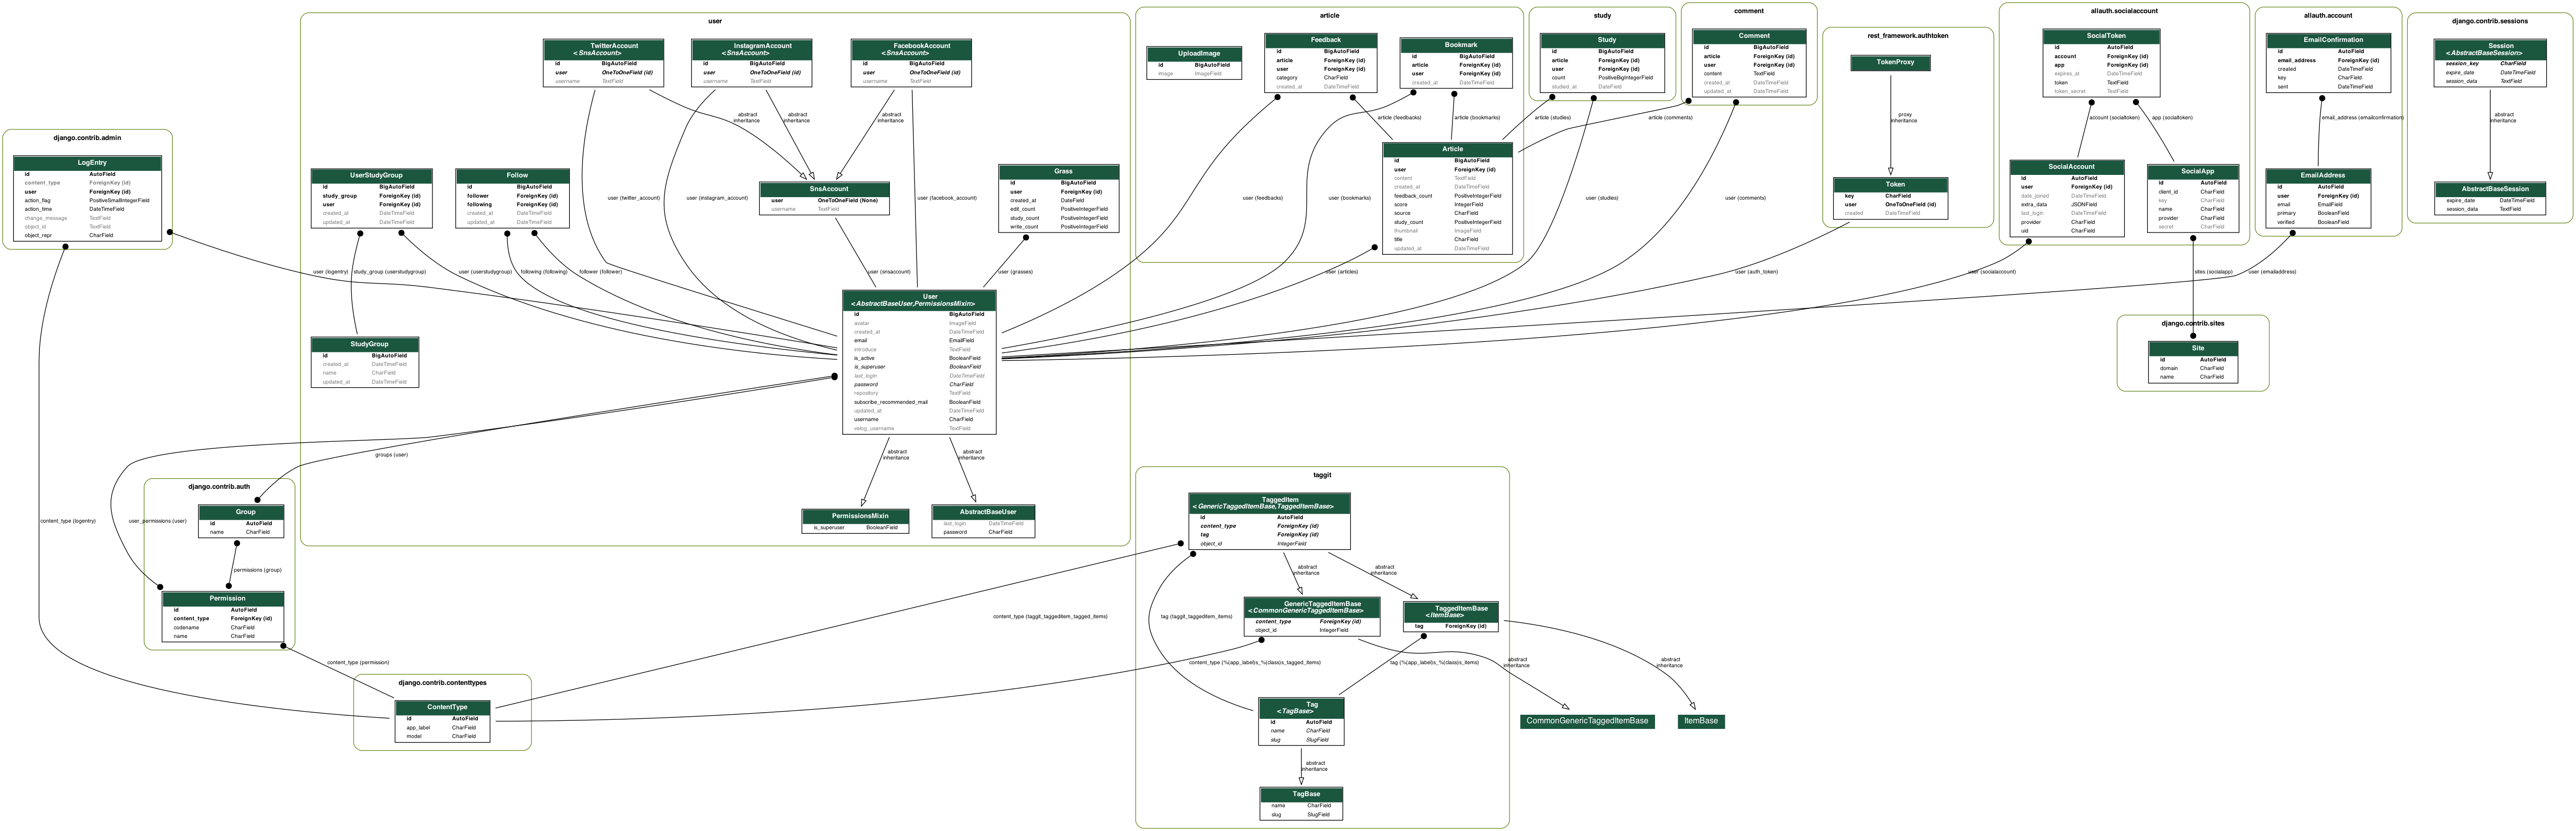 django.contrib.admin
LogEntry
id AutoField
content_type ForeignKey (id)
user ForeignKey (id)
action_flag PositiveSmallIntegerField
action_time DateTimeField
change_message TextField
object_id TextField
object_repr CharField
user
TwitterAccount
<SnsAccount>
id BigAutoField
user OneToOneField (id)
username TextField
InstagramAccount
<SnsAccount>
id BigAutoField
user OneToOneField (id)
username TextField
FacebookAccount
<SnsAccount>
id BigAutoField
user OneToOneField (id)
username TextField
abstract
inheritance
abstract
inheritance
abstract
inheritance
UserStudyGroup
id BigAutoField
study_group ForeignKey (id)
user ForeignKey (id)
created_at DateTimeField
updated_at DateTimeField
Follow
id BigAutoField
follower ForeignKey (id)
following ForeignKey (id)
created_at DateTimeField
updated_at DateTimeField
SnsAccount
user OneToOneField (None)
username TextField
Grass
id BigAutoField
user ForeignKey (id)
created_at DateField
edit_count PositiveIntegerField
study_count PositiveIntegerField
write_count PositiveIntegerField
user (twitter_account)
user (instagram_account)
user (facebook_account)
user (logentry)
study_group (userstudygroup)
user (userstudygroup)
following (following)
follower (follower)
user (snsaccount)
user (grasses)
StudyGroup
id BigAutoField
created_at DateTimeField
name CharField
updated_at DateTimeField
User
<AbstractBaseUser,PermissionsMixin>
id BigAutoField
avatar ImageField
created_at DateTimeField
email EmailField
introduce TextField
is_active BooleanField
is_superuser BooleanField
last_login DateTimeField
password CharField
repository TextField
subscribe_recommended_mail BooleanField
updated_at DateTimeField
username CharField
velog_username TextField
abstract
inheritance
abstract
inheritance
PermissionsMixin
is_superuser BooleanField
AbstractBaseUser
last_login DateTimeField
password CharField
article
UploadImage
id BigAutoField
image ImageField
Feedback
id BigAutoField
article ForeignKey (id)
user ForeignKey (id)
category CharField
created_at DateTimeField
Bookmark
id BigAutoField
article ForeignKey (id)
user ForeignKey (id)
created_at DateTimeField
article (feedbacks)
article (bookmarks)
Article
id BigAutoField
user ForeignKey (id)
content TextField
created_at DateTimeField
feedback_count PositiveIntegerField
score IntegerField
source CharField
study_count PositiveIntegerField
thumbnail ImageField
title CharField
updated_at DateTimeField
user (feedbacks)
user (bookmarks)
user (articles)
study
Study
id BigAutoField
article ForeignKey (id)
user ForeignKey (id)
count PositiveBigIntegerField
studied_at DateField
article (studies)
user (studies)
comment
Comment
id BigAutoField
article ForeignKey (id)
user ForeignKey (id)
content TextField
created_at DateTimeField
updated_at DateTimeField
article (comments)
user (comments)
rest_framework.authtoken
TokenProxy
proxy
inheritance
Token
key CharField
user OneToOneField (id)
created DateTimeField
user (auth_token)
allauth.socialaccount
SocialToken
id AutoField
account ForeignKey (id)
app ForeignKey (id)
expires_at DateTimeField
token TextField
token_secret TextField
account (socialtoken)
app (socialtoken)
SocialAccount
id AutoField
user ForeignKey (id)
date_joined DateTimeField
extra_data JSONField
last_login DateTimeField
provider CharField
uid CharField
SocialApp
id AutoField
client_id CharField
key CharField
name CharField
provider CharField
secret CharField
user (socialaccount)
sites (socialapp)
user (emailaddress)
allauth.account
EmailConfirmation
id AutoField
email_address ForeignKey (id)
created DateTimeField
key CharField
sent DateTimeField
email_address (emailconfirmation)
EmailAddress
id AutoField
user ForeignKey (id)
email EmailField
primary BooleanField
verified BooleanField
django.contrib.sessions
Session
<AbstractBaseSession>
session_key CharField
expire_date DateTimeField
session_data TextField
abstract
inheritance
AbstractBaseSession
expire_date DateTimeField
session_data TextField
django.contrib.sites
Site
id AutoField
domain CharField
name CharField
groups (user)
content_type (logentry)
user_permissions (user)
django.contrib.auth
Group
id AutoField
name CharField
permissions (group)
Permission
id AutoField
content_type ForeignKey (id)
codename CharField
name CharField
content_type (permission)
django.contrib.contenttypes
ContentType
id AutoField
app_label CharField
model CharField
taggit
TaggedItem
<GenericTaggedItemBase,TaggedItemBase>
id AutoField
content_type ForeignKey (id)
tag ForeignKey (id)
object_id IntegerField
abstract
inheritance
abstract
inheritance
content_type (taggit_taggeditem_tagged_items)
tag (taggit_taggeditem_items)
GenericTaggedItemBase
<CommonGenericTaggedItemBase>
content_type ForeignKey (id)
object_id IntegerField
TaggedItemBase
<ItemBase>
tag ForeignKey (id)
content_type (%(app_label)s_%(class)s_tagged_items)
tag (%(app_label)s_%(class)s_items)
abstract
inheritance
abstract
inheritance
Tag
<TagBase>
id AutoField
name CharField
slug SlugField
CommonGenericTaggedItemBase
ItemBase
abstract
inheritance
TagBase
name CharField
slug SlugField